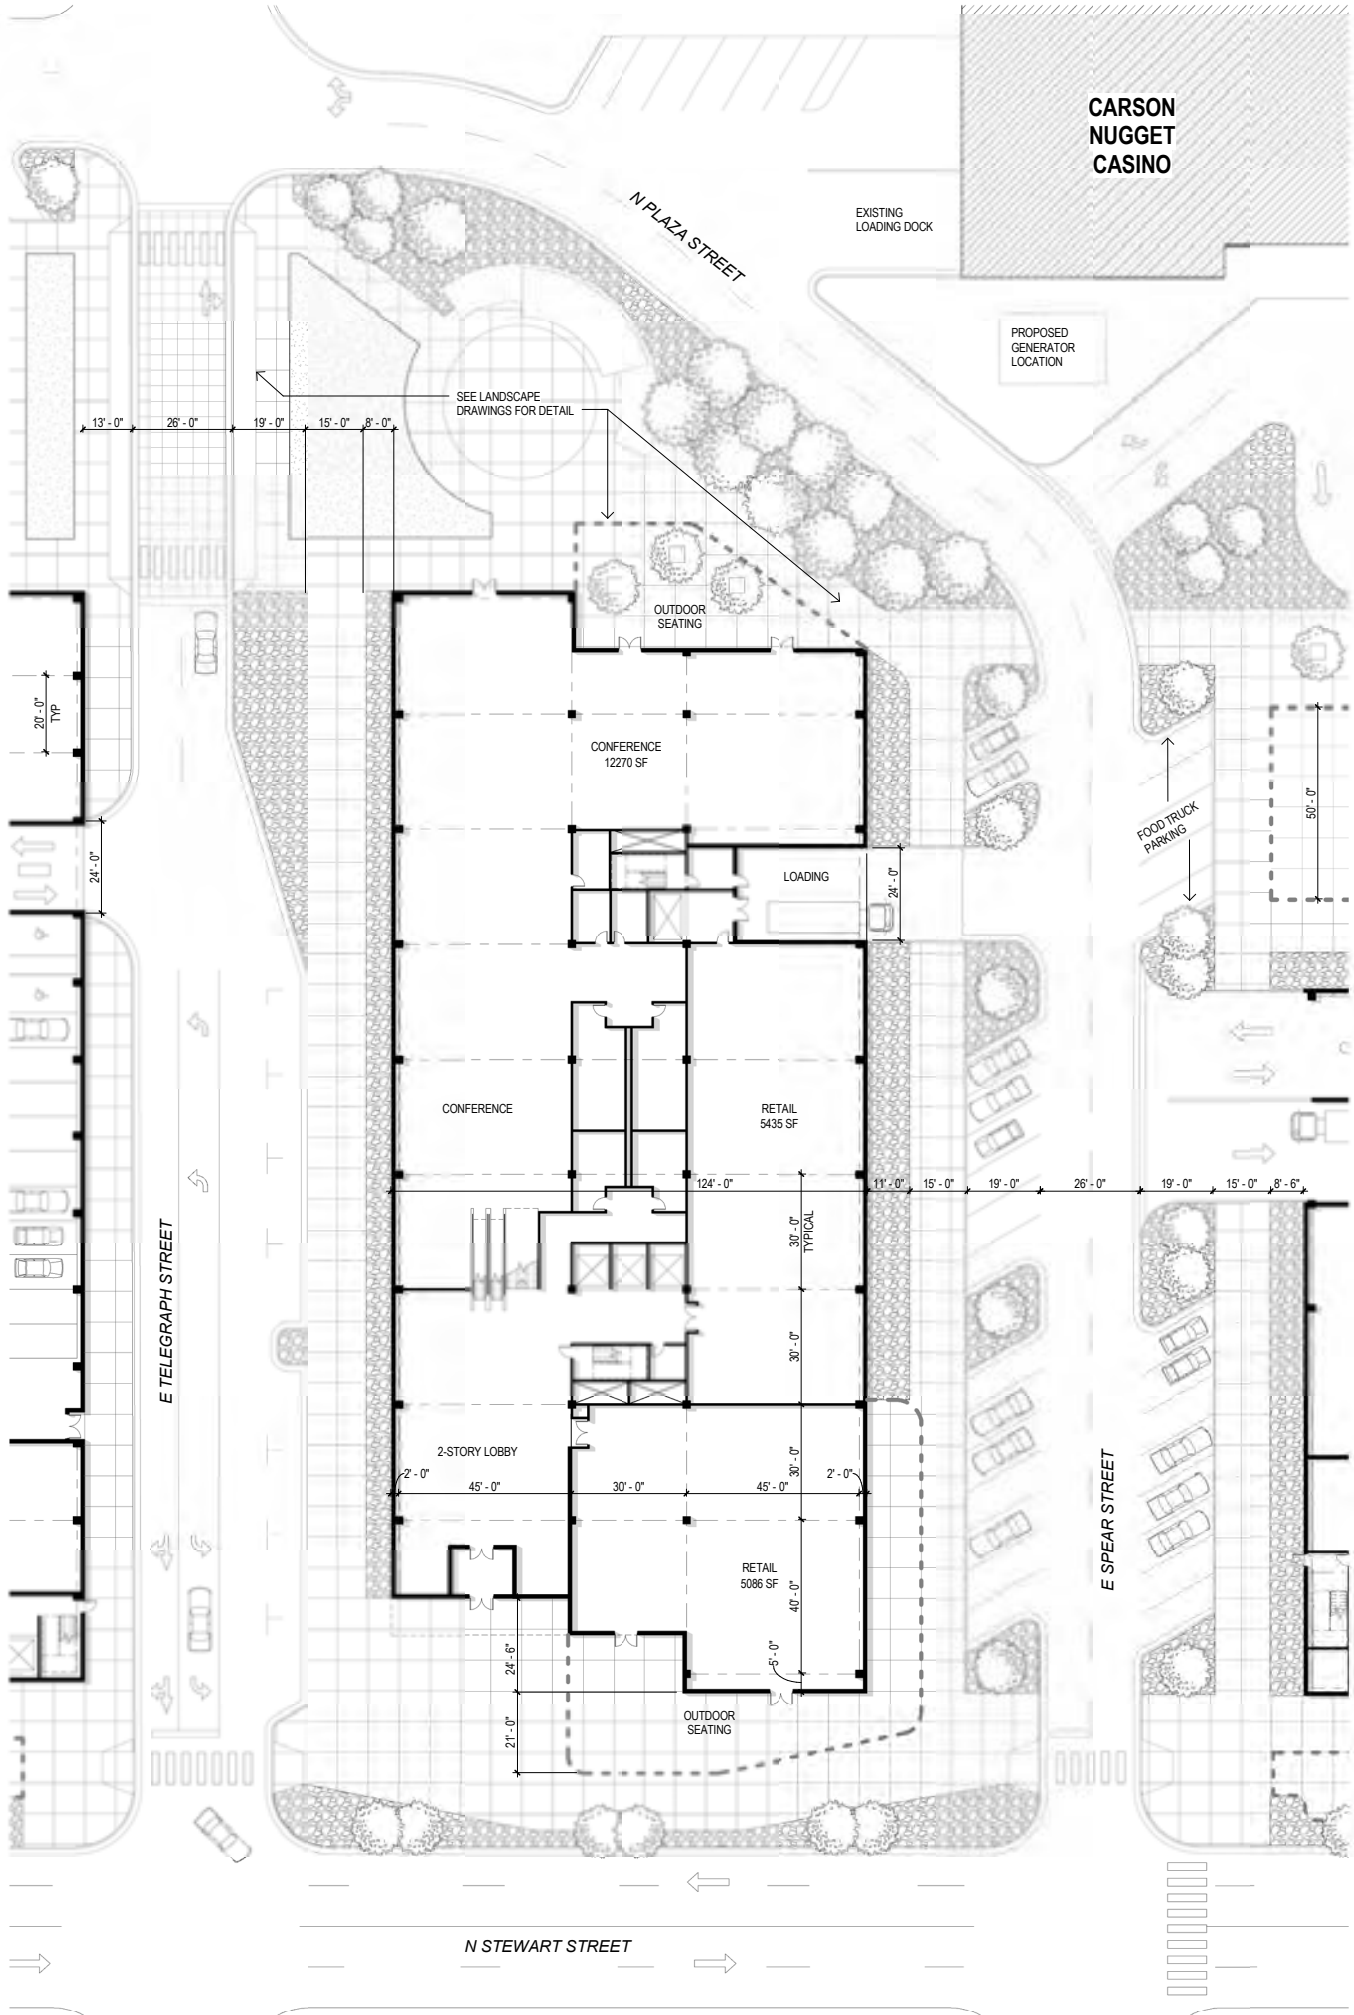 CARSON
NUGGET
CASINO
N PLAZA STREET
EXISTING
LOADING DOCK
PROPOSED
GENERATOR
LOCATION
SEE LANDSCAPE
DRAWINGS FOR DETAIL
13' - 0"
26' - 0"
19' - 0"
15' - 0"
8' - 0"
OUTDOOR
SEATING
20' - 0"
TYP
CONFERENCE
12270 SF
50' - 0"
FOOD TRUCK
PARKING
24' - 0"
LOADING
24' - 0"
CONFERENCE
RETAIL
5435 SF
124' - 0"
11' - 0"
15' - 0"
19' - 0"
26' - 0"
19' - 0"
15' - 0"
8' - 6"
30' - 0"
TYPICAL
E TELEGRAPH STREET
30' - 0"
2-STORY LOBBY
2' - 0"
45' - 0"
30' - 0"
45' - 0"
30' - 0"
2' - 0"
E SPEAR STREET
RETAIL
5086 SF
40' - 0"
5' - 0"
24' - 6"
OUTDOOR
SEATING
21' - 0"
N STEWART STREET